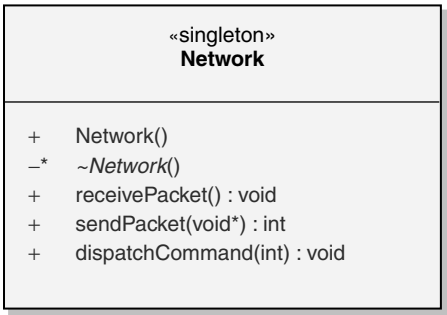 «singleton»
Network
+ Network()
–* ~Network()
+ receivePacket() : void
+ sendPacket(void*) : int
+ dispatchCommand(int) : void